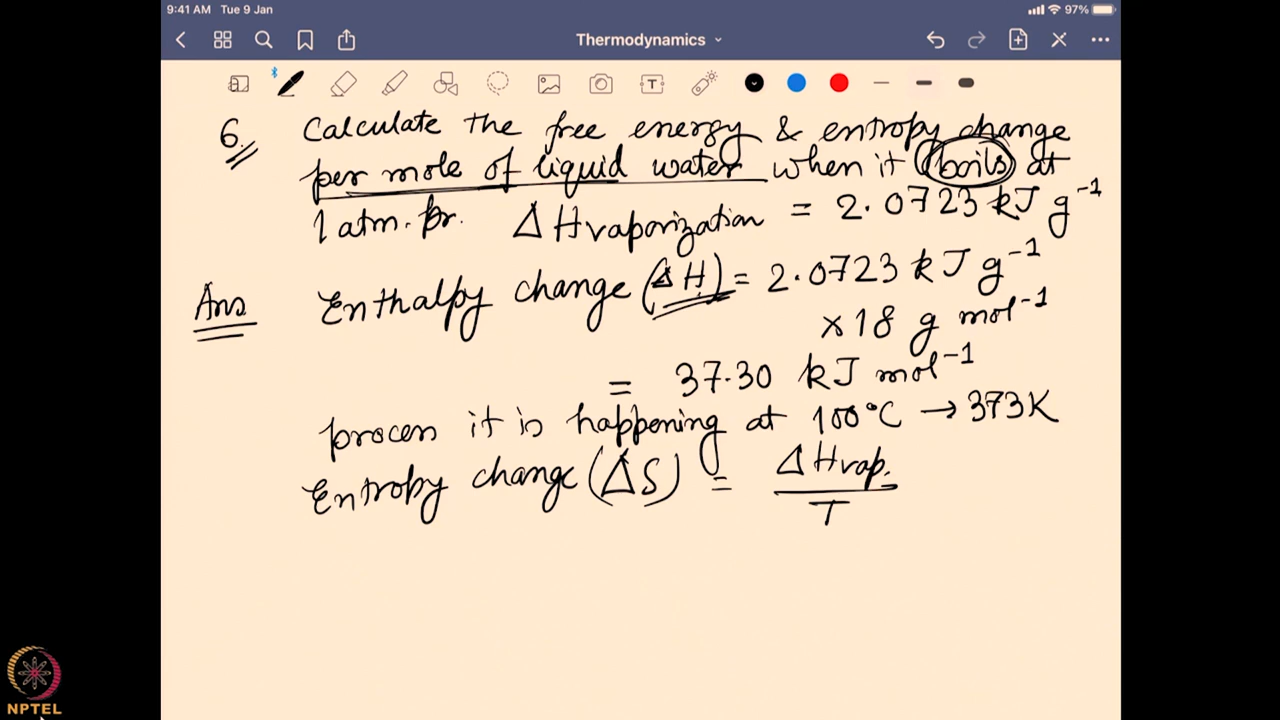 9:41 AM Tue 9 Jan
97%
Thermodynamics
T
6. Calculate the free energy & entropy change
per mole of liquid water when it boils at
1 atm. pr. ΔHvaporization = 2.0723 kJ g⁻¹
Ans Enthalpy change (ΔH) = 2.0723 kJ g⁻¹
× 18 g mol⁻¹
= 37.30 kJ mol⁻¹
process it is happening at 100°C → 373K
Entropy change (ΔS) = ΔHvap.
T
NPTEL